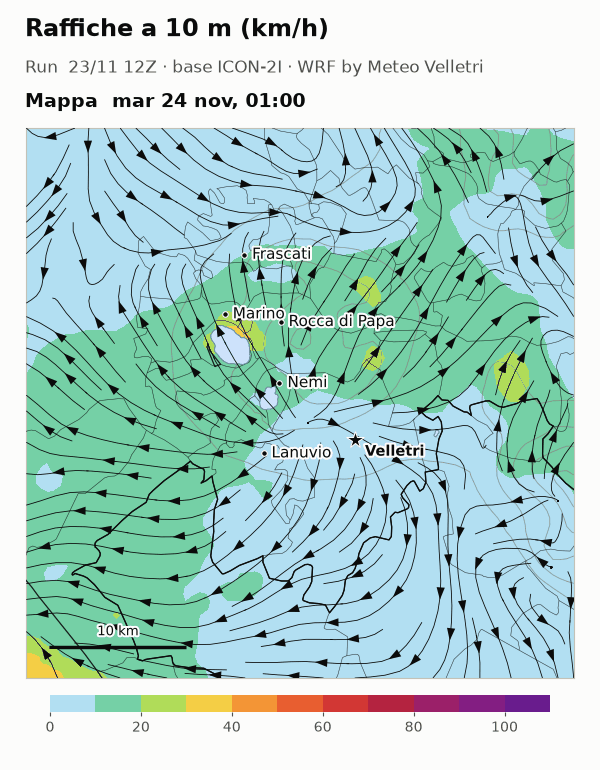 Raffiche a 10 m (km/h)
Run 23/11 12Z · base ICON-2I · WRF by Meteo Velletri
Mappa mar 24 nov, 01:00
Frascati
Marino
Rocca di Papa
Nemi
Velletri
Lanuvio
10 km
0 20 40 60 80 100